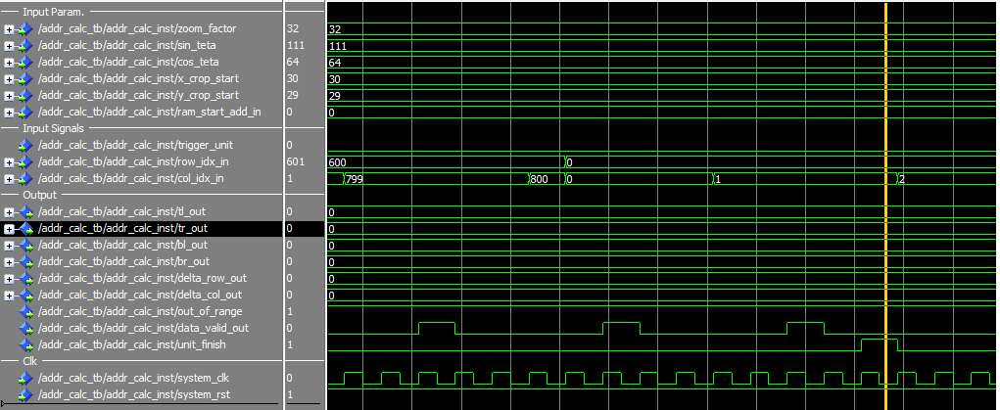 Input Param.
/addr_calc_tb/addr_calc_inst/zoom_factor 32 32
/addr_calc_tb/addr_calc_inst/sin_teta 111 111
/addr_calc_tb/addr_calc_inst/cos_teta 64 64
/addr_calc_tb/addr_calc_inst/x_crop_start 30 30
/addr_calc_tb/addr_calc_inst/y_crop_start 29 29
/addr_calc_tb/addr_calc_inst/ram_start_add_in 0 0
Input Signals
/addr_calc_tb/addr_calc_inst/trigger_unit 0
/addr_calc_tb/addr_calc_inst/row_idx_in 601 600 0
/addr_calc_tb/addr_calc_inst/col_idx_in 1 799 800 0 1 2
Output
/addr_calc_tb/addr_calc_inst/tl_out 0 0
/addr_calc_tb/addr_calc_inst/tr_out 0 0
/addr_calc_tb/addr_calc_inst/bl_out 0 0
/addr_calc_tb/addr_calc_inst/br_out 0 0
/addr_calc_tb/addr_calc_inst/delta_row_out 0 0
/addr_calc_tb/addr_calc_inst/delta_col_out 0 0
/addr_calc_tb/addr_calc_inst/out_of_range 1
/addr_calc_tb/addr_calc_inst/data_valid_out 0
/addr_calc_tb/addr_calc_inst/unit_finish 1
Clk
/addr_calc_tb/addr_calc_inst/system_clk 0
/addr_calc_tb/addr_calc_inst/system_rst 1